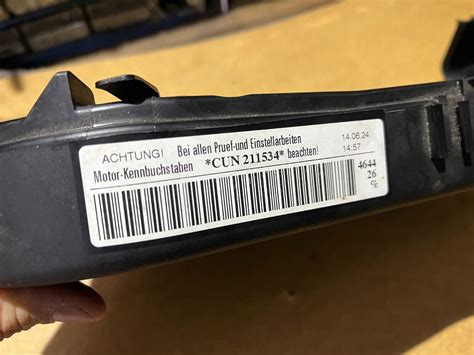 ACHTUNG! Bei allen Pruef-und Einstellarbeiten 14.06.24
Motor-Kennbuchstaben *CUN 211534* beachten! 14:57
4644
26